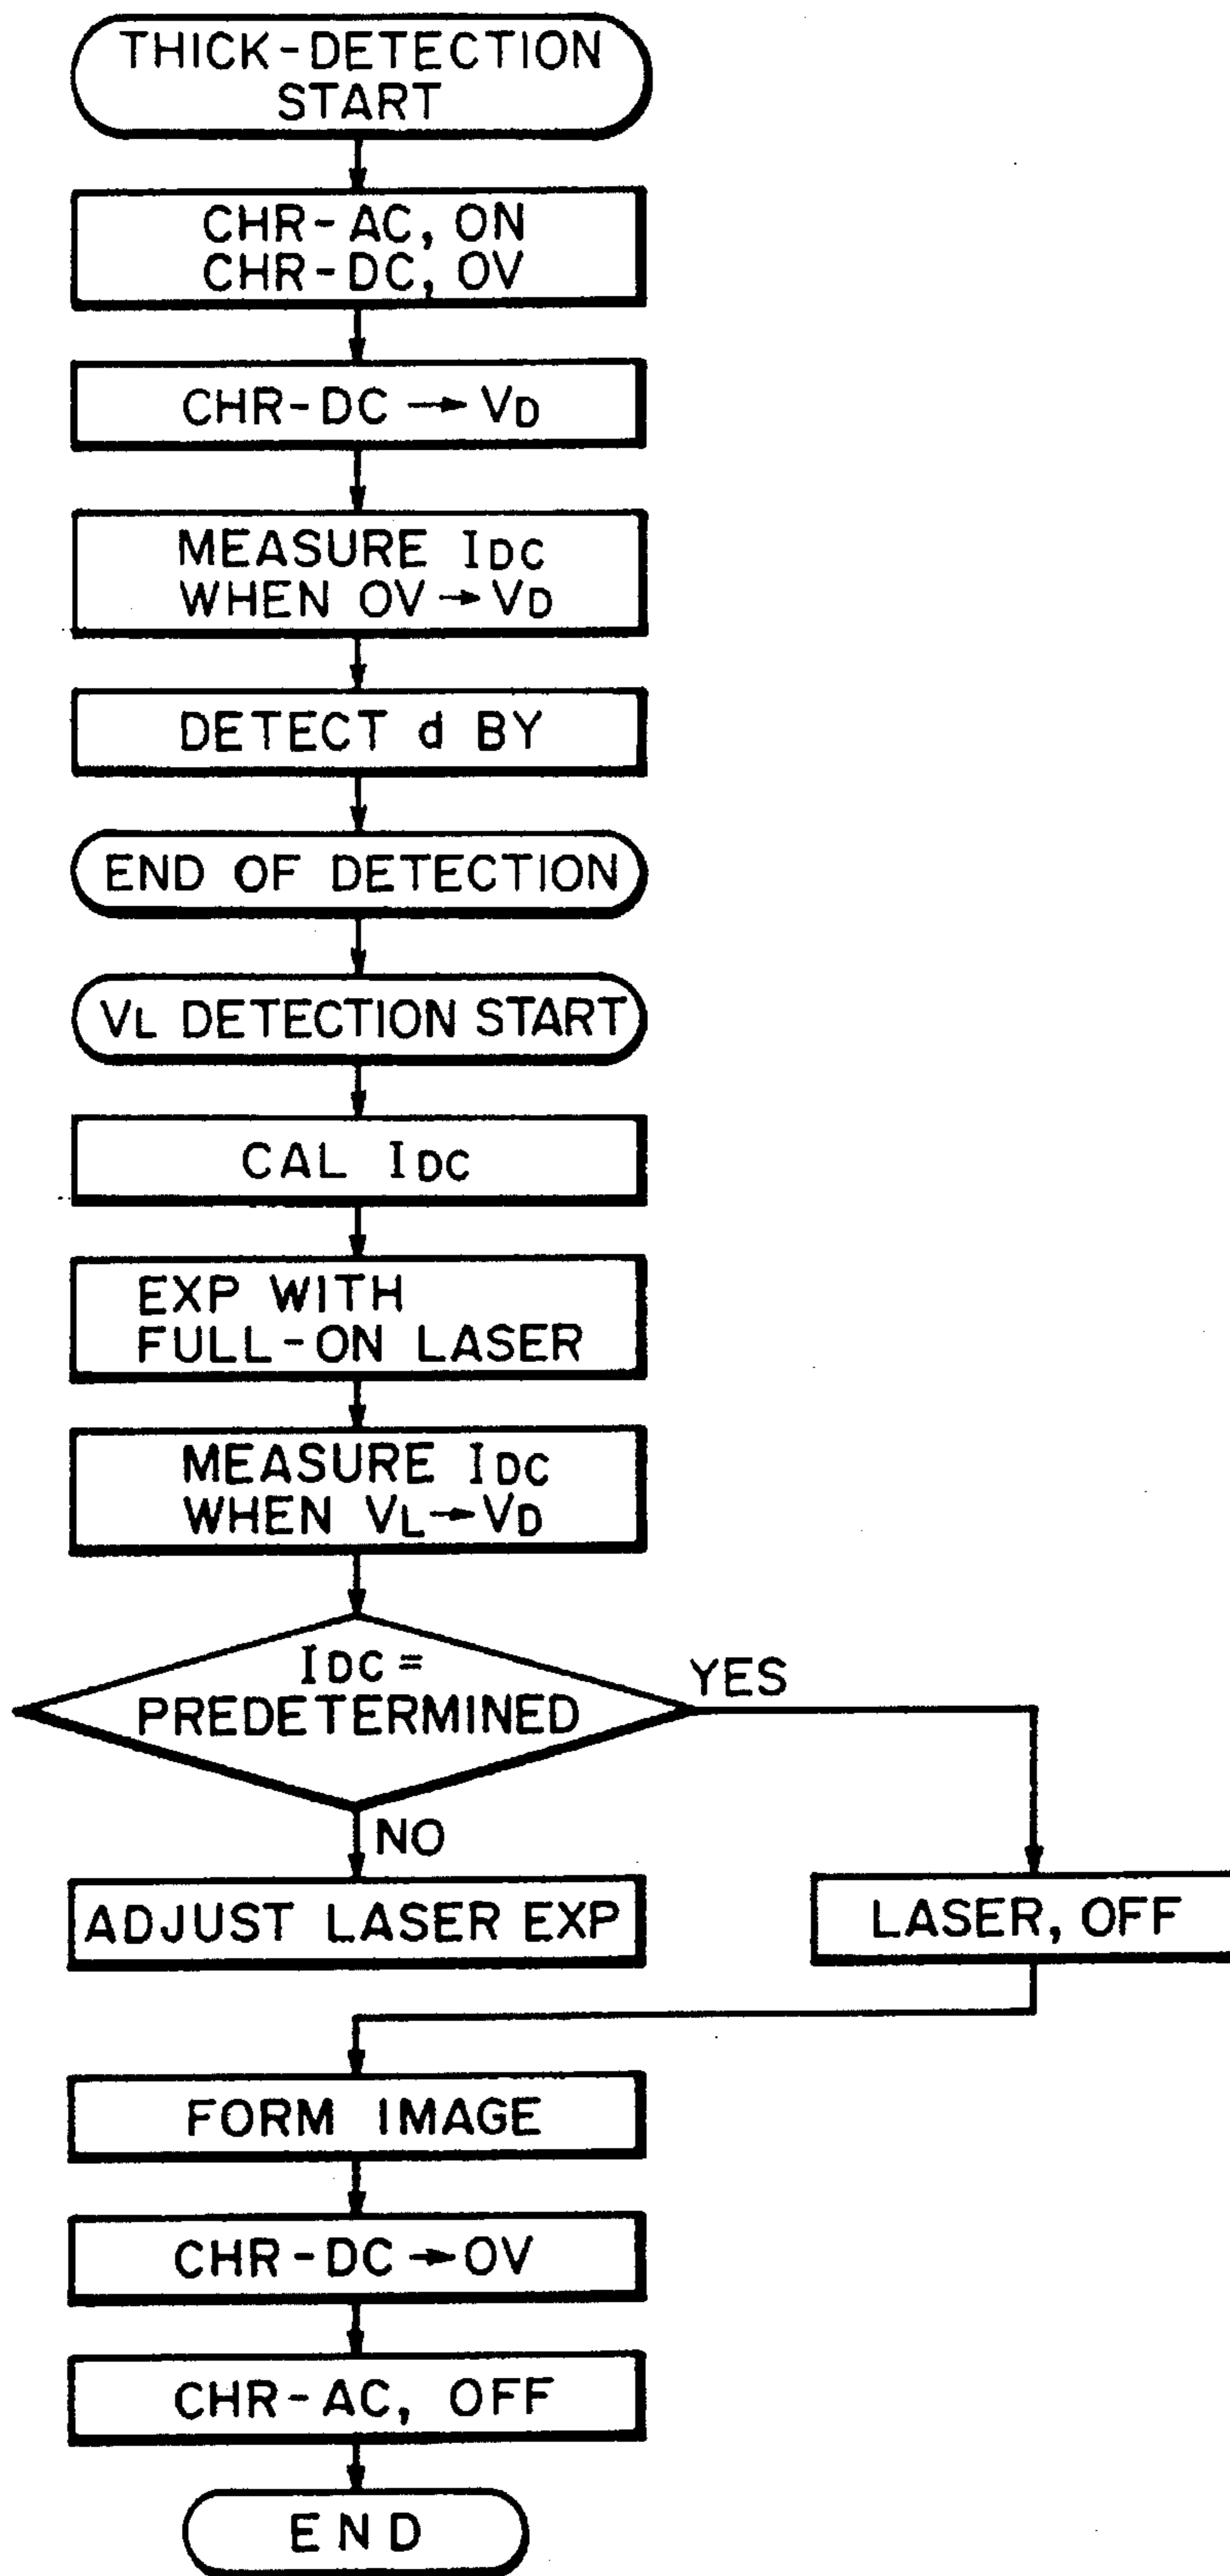 THICK-DETECTION
START
CHR-AC, ON
CHR-DC, OV
CHR-DC → VD
MEASURE IDC
WHEN OV → VD
DETECT d BY
END OF DETECTION
VL DETECTION START
CAL IDC
EXP WITH
FULL-ON LASER
MEASURE IDC
WHEN VL → VD
IDC =
PREDETERMINED
YES
NO
ADJUST LASER EXP
LASER, OFF
FORM IMAGE
CHR-DC → OV
CHR-AC, OFF
END